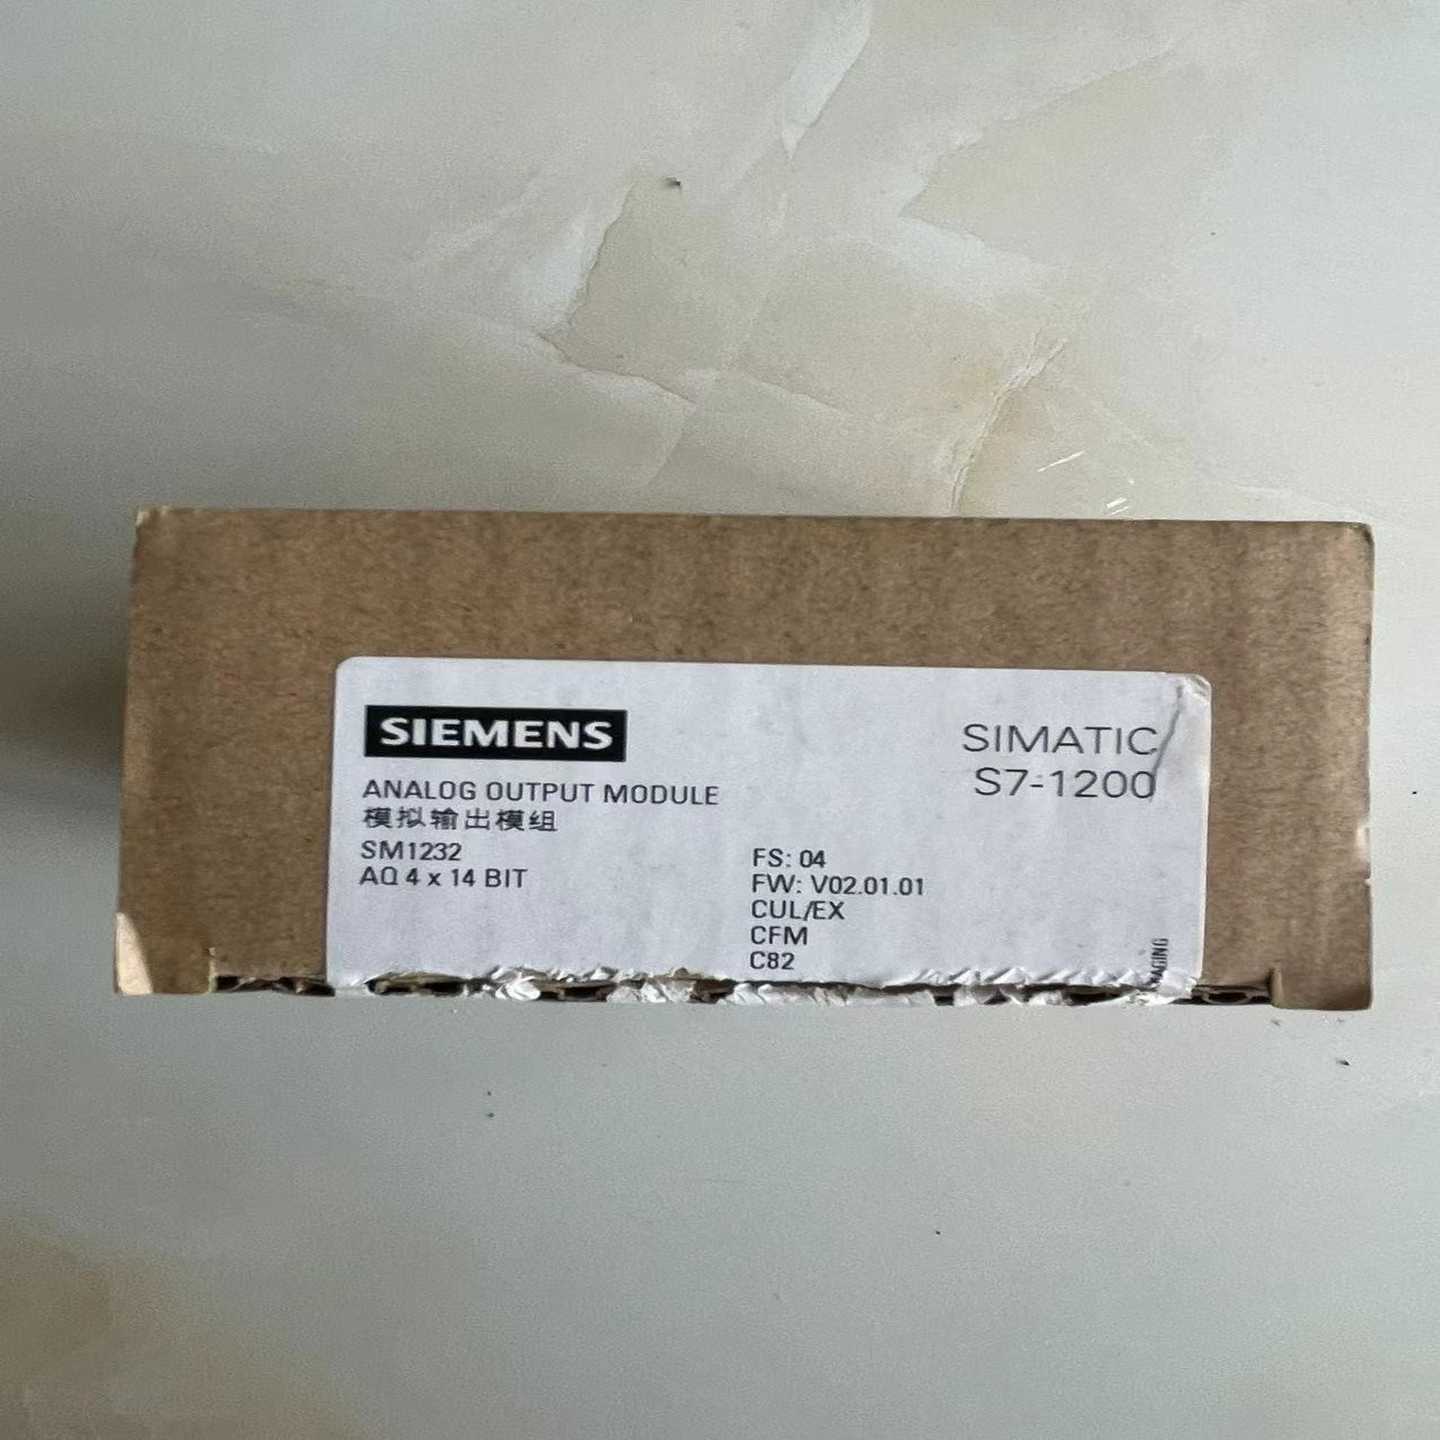 SIEMENS
SIMATIC
S7-1200
ANALOG OUTPUT MODULE
模拟输出模组
SM1232
AQ 4 x 14 BIT
FS: 04
FW: V02.01.01
CUL/EX
CFM
C82